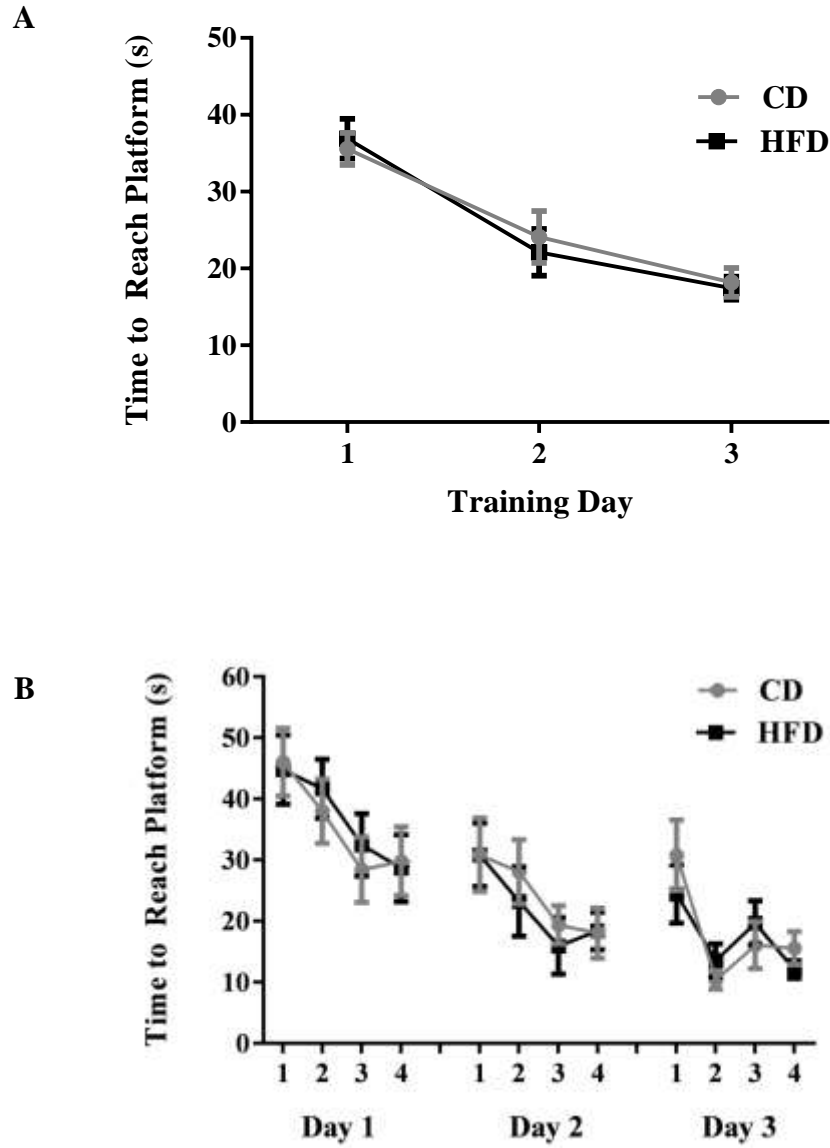 A
Time to Reach Platform (s)
50
40
30
20
10
0
CD
HFD
1 2 3
Training Day
B
Time to Reach Platform (s)
60
50
40
30
20
10
0
CD
HFD
1 2 3 4 1 2 3 4 1 2 3 4
Day 1 Day 2 Day 3